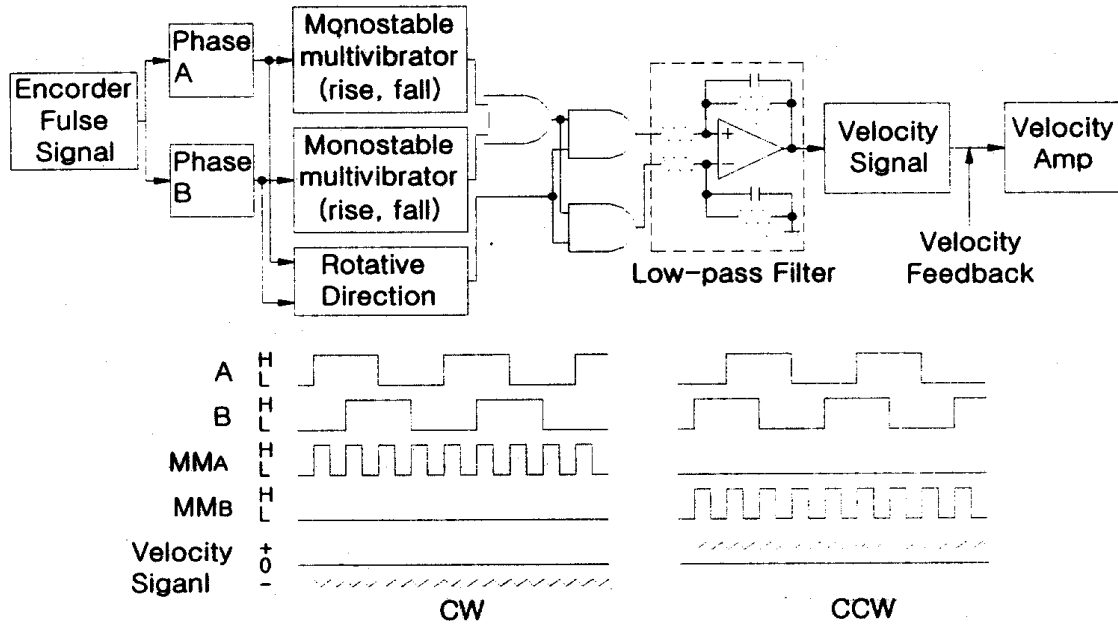 Encorder
Fulse
Signal
Phase
A
Phase
B
Monostable
multivibrator
(rise, fall)
Monostable
multivibrator
(rise, fall)
Rotative
Direction
+
−
Low-pass Filter
Velocity
Signal
Velocity
Feedback
Velocity
Amp
A H
L
B H
L
MMA H
L
MMB H
L
Velocity
Siganl
+
0
−
CW
CCW